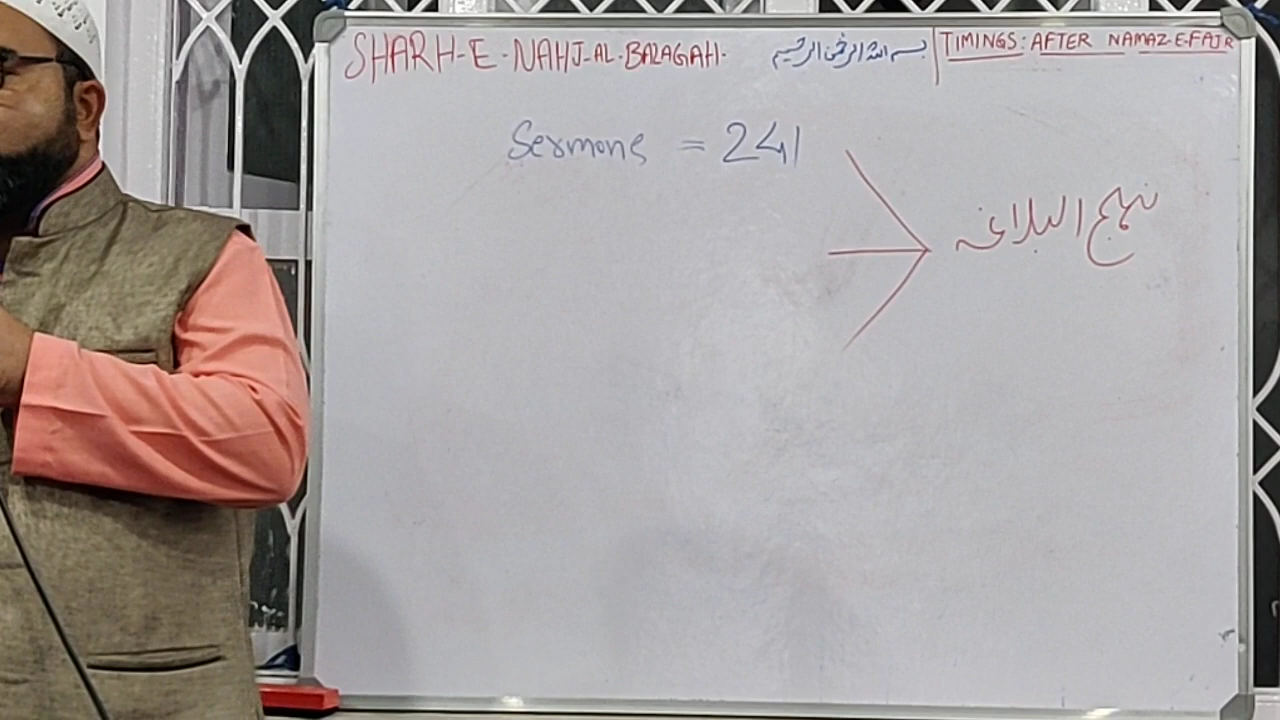 SHARH-E-NAHJ-AL-BALAGAH. بسم اللہ الرحمٰن الرحیم TIMINGS: AFTER NAMAZ-E-FAJR
Sermons = 241
نہج البلاغہ